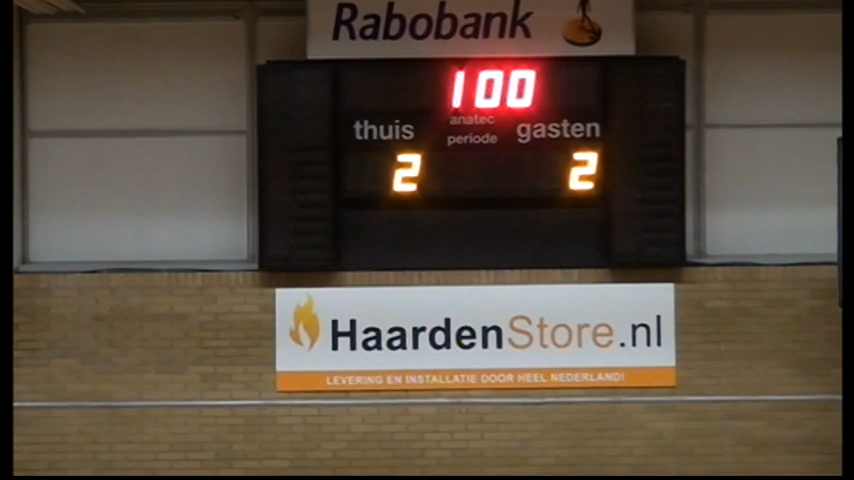 Rabobank
100
thuis anatec gasten
periode
2 2
HaardenStore.nl
LEVERING EN INSTALLATIE DOOR HEEL NEDERLAND!